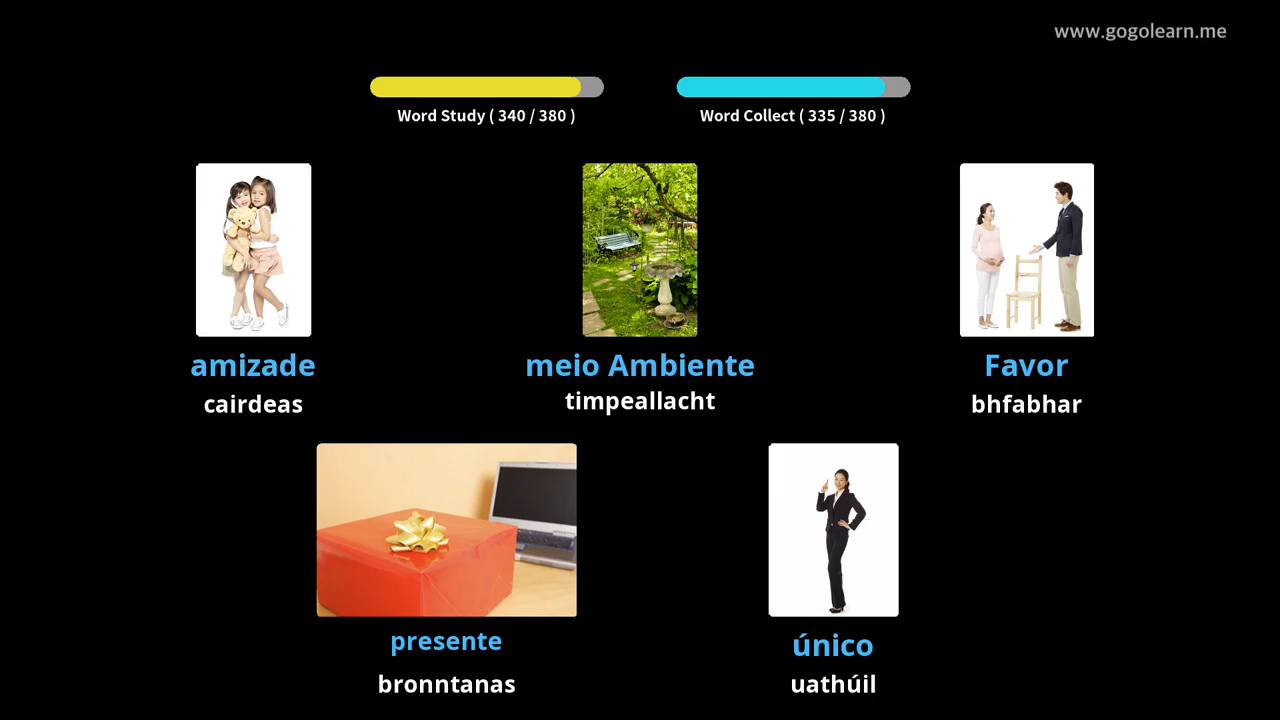 www.gogolearn.me
Word Study ( 340 / 380 )
Word Collect ( 335 / 380 )
amizade
cairdeas
meio Ambiente
timpeallacht
Favor
bhfabhar
presente
bronntanas
único
uathúil